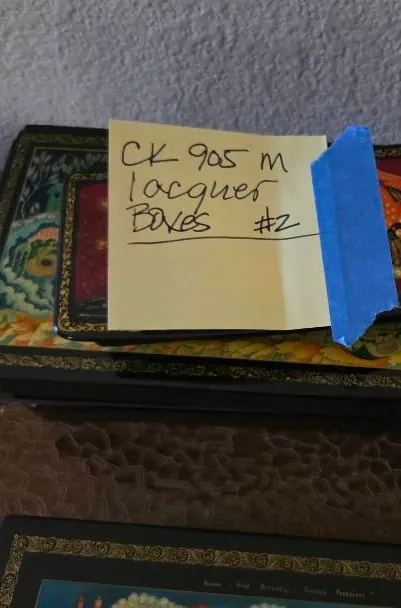 CK 905 m
lacquer
Boxes #2